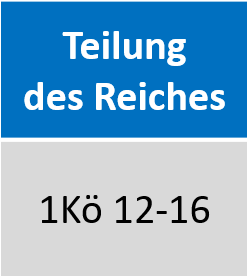 Teilung
des Reiches
1Kö 12-16